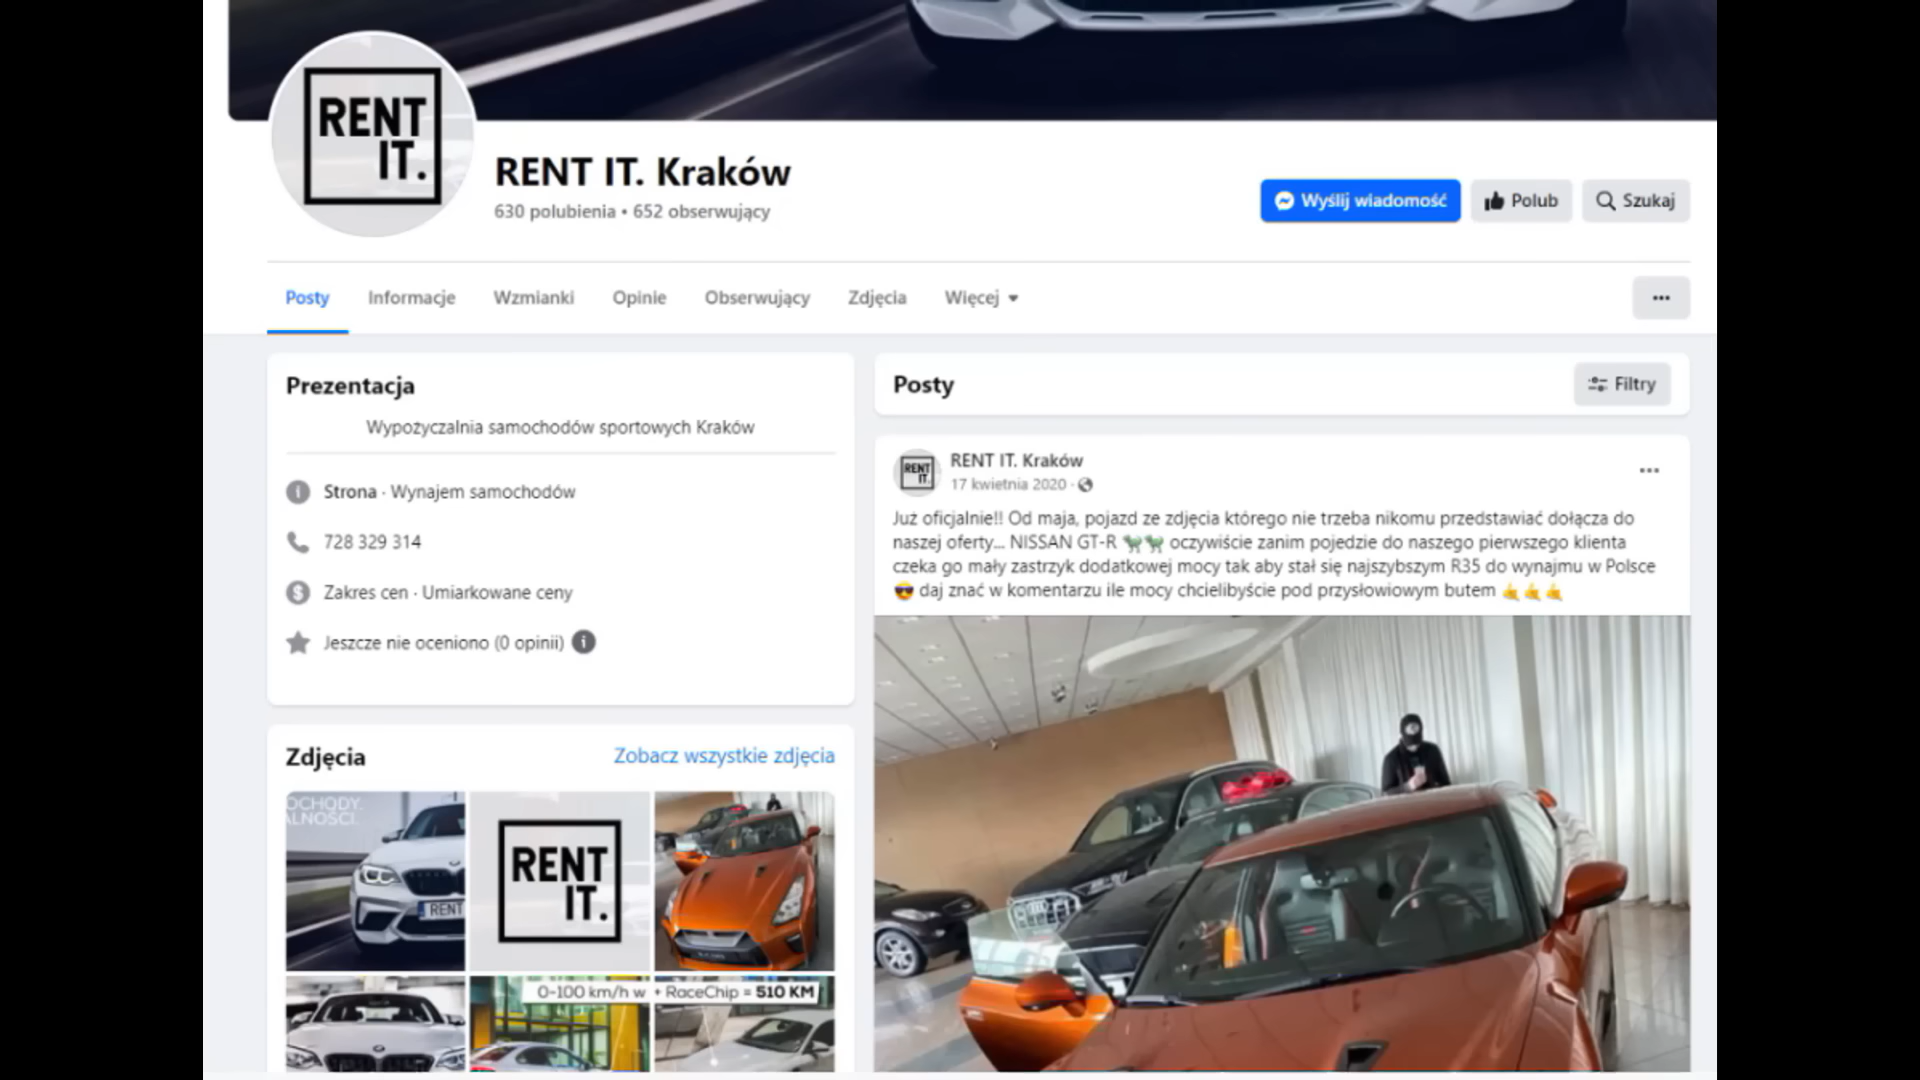 RENT
IT.
RENT IT. Kraków
630 polubienia • 652 obserwujący
Wyślij wiadomość
Polub
Szukaj
Posty
Informacje
Wzmianki
Opinie
Obserwujący
Zdjęcia
Więcej
Prezentacja
Wypożyczalnia samochodów sportowych Kraków
Strona · Wynajem samochodów
728 329 314
Zakres cen · Umiarkowane ceny
Jeszcze nie oceniono (0 opinii)
Zdjęcia
Zobacz wszystkie zdjęcia
OCHODY.
ALNOŚCI.
RENT
RENT
IT.
0-100 km/h w
+ RaceChip = 510 KM
Posty
Filtry
RENT
IT.
RENT IT. Kraków
17 kwietnia 2020 ·
Już oficjalnie!! Od maja, pojazd ze zdjęcia którego nie trzeba nikomu przedstawiać dołącza do
naszej oferty... NISSAN GT-R 🦖🦖 oczywiście zanim pojedzie do naszego pierwszego klienta
czeka go mały zastrzyk dodatkowej mocy tak aby stał się najszybszym R35 do wynajmu w Polsce
😎 daj znać w komentarzu ile mocy chcielibyście pod przysłowiowym butem 🤙🤙🤙